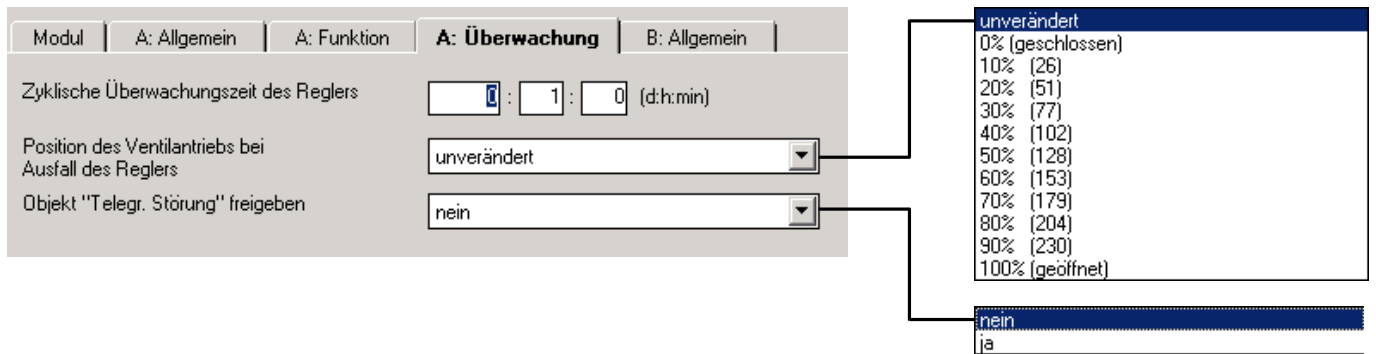 Modul A: Allgemein A: Funktion A: Überwachung B: Allgemein
Zyklische Überwachungszeit des Reglers 0 : 1 : 0 (d:h:min)
Position des Ventilantriebs bei
Ausfall des Reglers
unverändert
Objekt "Telegr. Störung" freigeben nein
unverändert
0% (geschlossen)
10% (26)
20% (51)
30% (77)
40% (102)
50% (128)
60% (153)
70% (179)
80% (204)
90% (230)
100% (geöffnet)
nein
ja